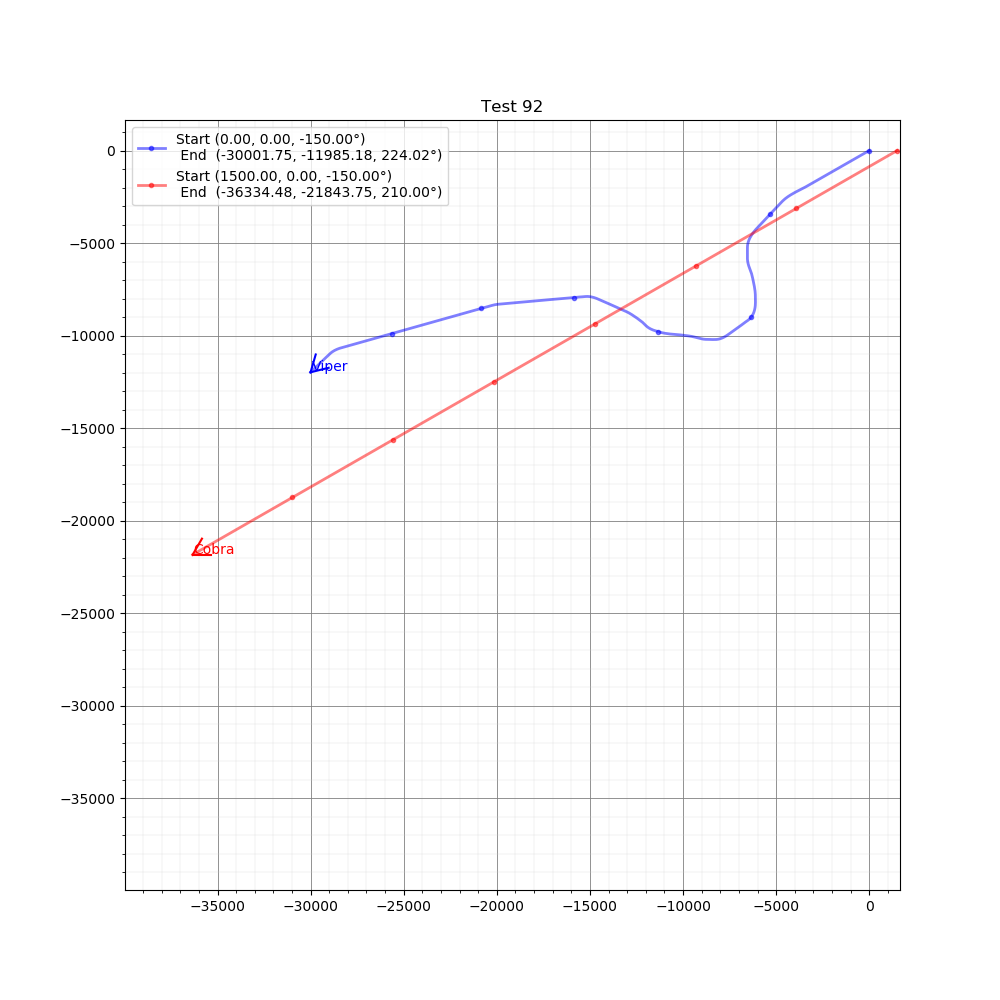 Test 92
Start (0.00, 0.00, -150.00°)
End (-30001.75, -11985.18, 224.02°)
Start (1500.00, 0.00, -150.00°)
End (-36334.48, -21843.75, 210.00°)
0
−5000
−10000
−15000
−20000
−25000
−30000
−35000
Viper
Cobra
−35000 −30000 −25000 −20000 −15000 −10000 −5000 0